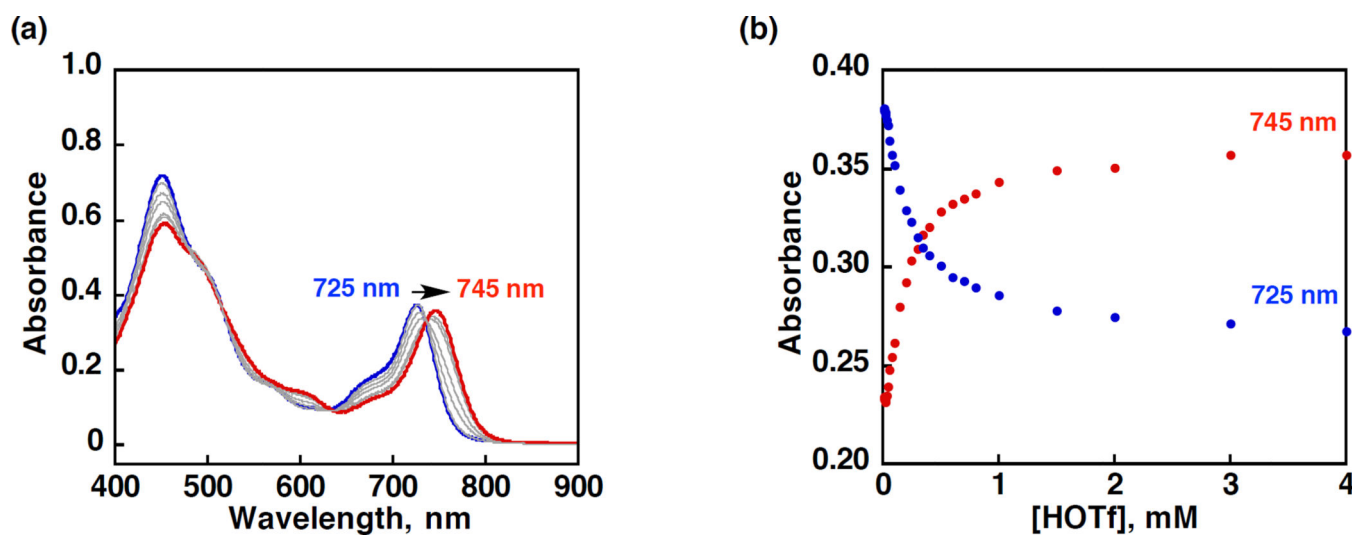 (a)
1.0
0.8
0.6
0.4
0.2
0
Absorbance
725 nm
745 nm
400 500 600 700 800 900
Wavelength, nm
(b)
0.40
0.35
0.30
0.25
0.20
Absorbance
745 nm
725 nm
0 1 2 3 4
[HOTf], mM